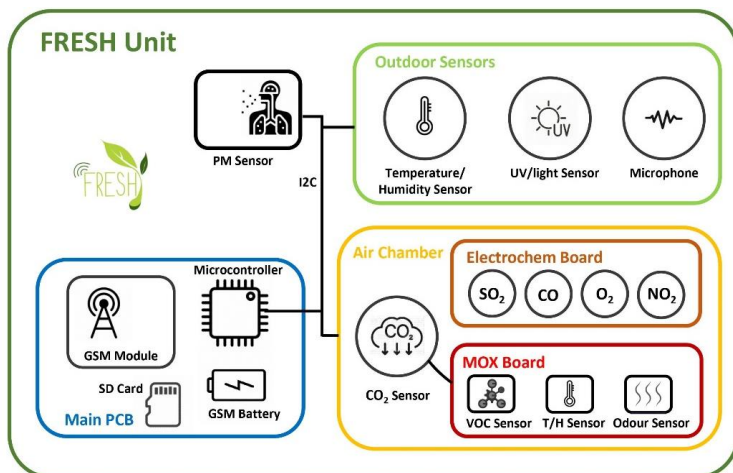 FRESH Unit
Outdoor Sensors
PM Sensor
Temperature/
Humidity Sensor
UV
UV/light Sensor
Microphone
FRESH
I2C
Air Chamber
Electrochem Board
SO₂
CO
O₂
NO₂
Microcontroller
GSM Module
CO₂
CO₂ Sensor
MOX Board
VOC Sensor
T/H Sensor
Odour Sensor
SD Card
GSM Battery
Main PCB